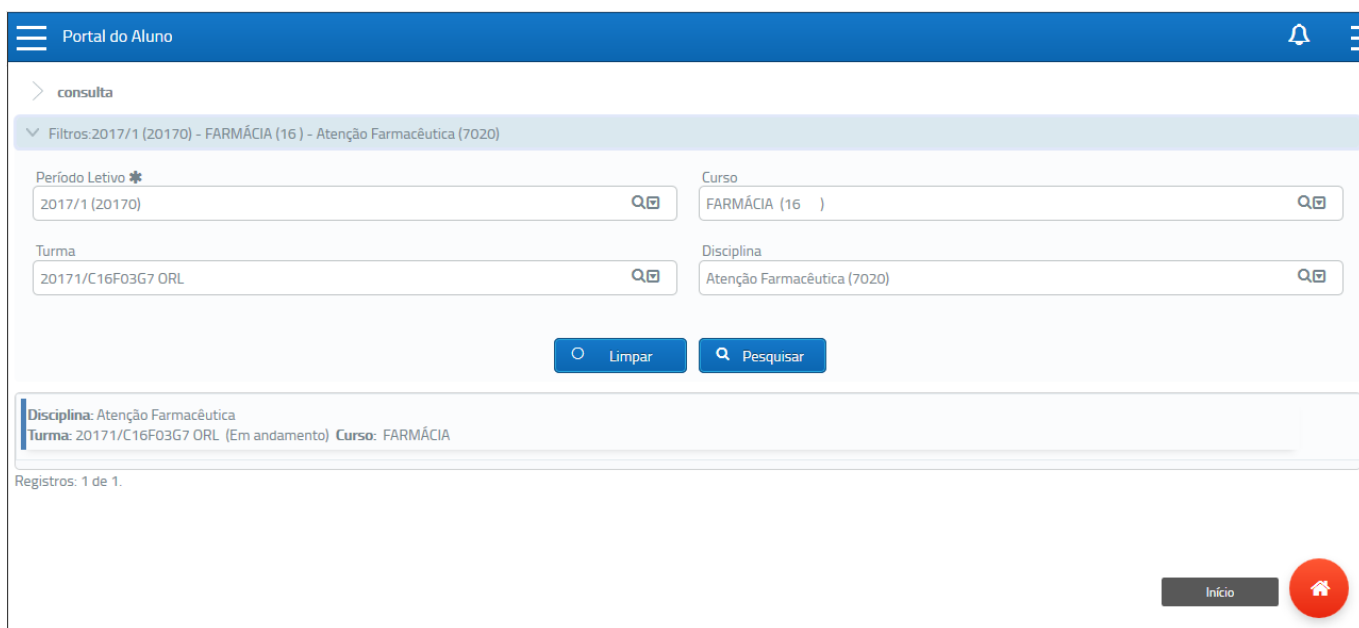 Portal do Aluno
consulta
Filtros:2017/1 (20170) - FARMÁCIA (16 ) - Atenção Farmacêutica (7020)
Período Letivo ✱
Curso
2017/1 (20170)
FARMÁCIA (16 )
Turma
Disciplina
20171/C16F03G7 ORL
Atenção Farmacêutica (7020)
Limpar
Pesquisar
Disciplina: Atenção Farmacêutica
Turma: 20171/C16F03G7 ORL (Em andamento) Curso: FARMÁCIA
Registros: 1 de 1.
Início